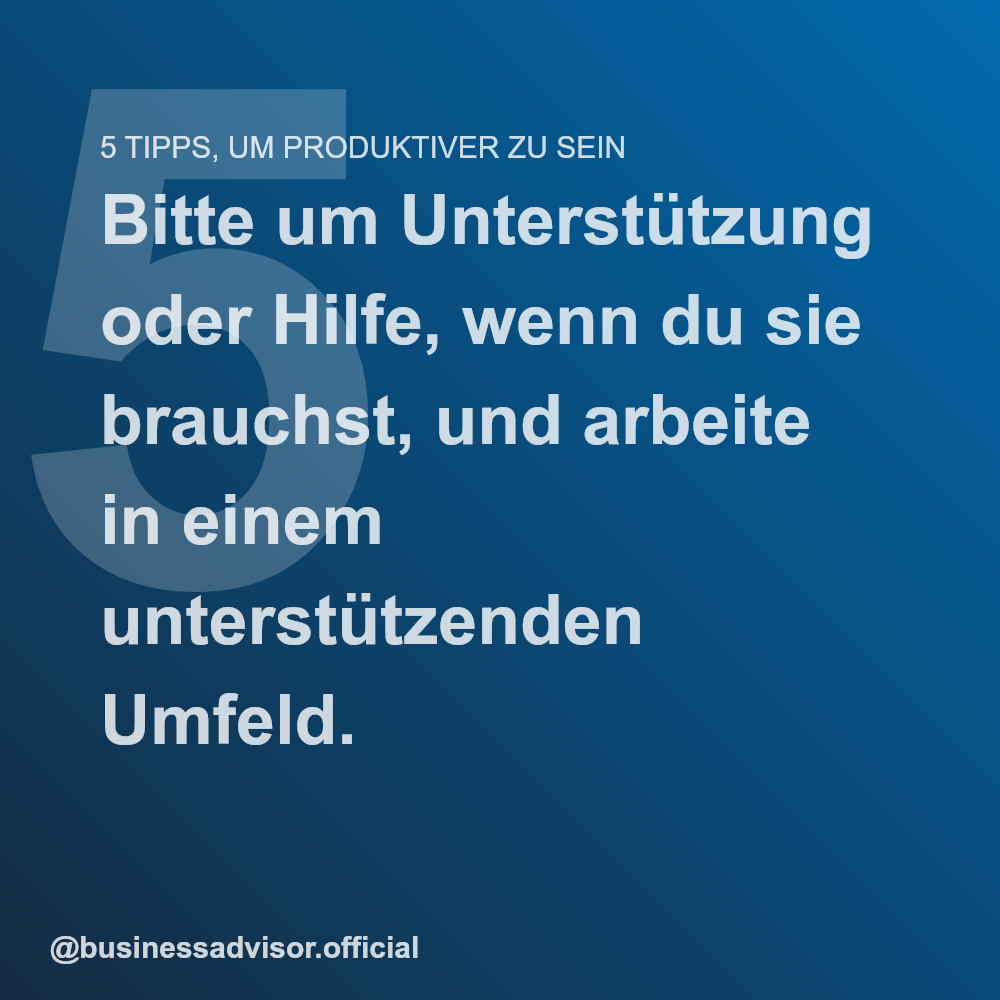 5
5 TIPPS, UM PRODUKTIVER ZU SEIN
Bitte um Unterstützung
oder Hilfe, wenn du sie
brauchst, und arbeite
in einem
unterstützenden
Umfeld.
@businessadvisor.official